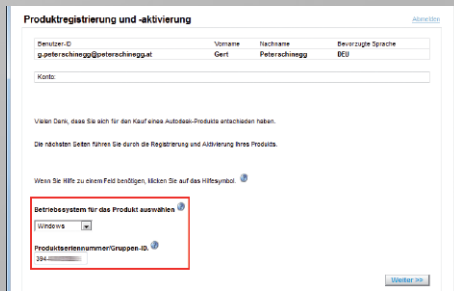 Produktregistrierung und -aktivierung
Abmelden
Benutzer-ID Vorname Nachname Bevorzugte Sprache
g.peterschinegg@peterschinegg.at Gert Peterschinegg DEU
Konto:
Vielen Dank, dass Sie sich für den Kauf eines Autodesk-Produkts entschieden haben.
Die nächsten Seiten führen Sie durch die Registrierung und Aktivierung Ihres Produkts.
Wenn Sie Hilfe zu einem Feld benötigen, klicken Sie auf das Hilfesymbol.
Betriebssystem für das Produkt auswählen
Windows
Produktseriennummer/Gruppen-ID.
394-
Weiter >>